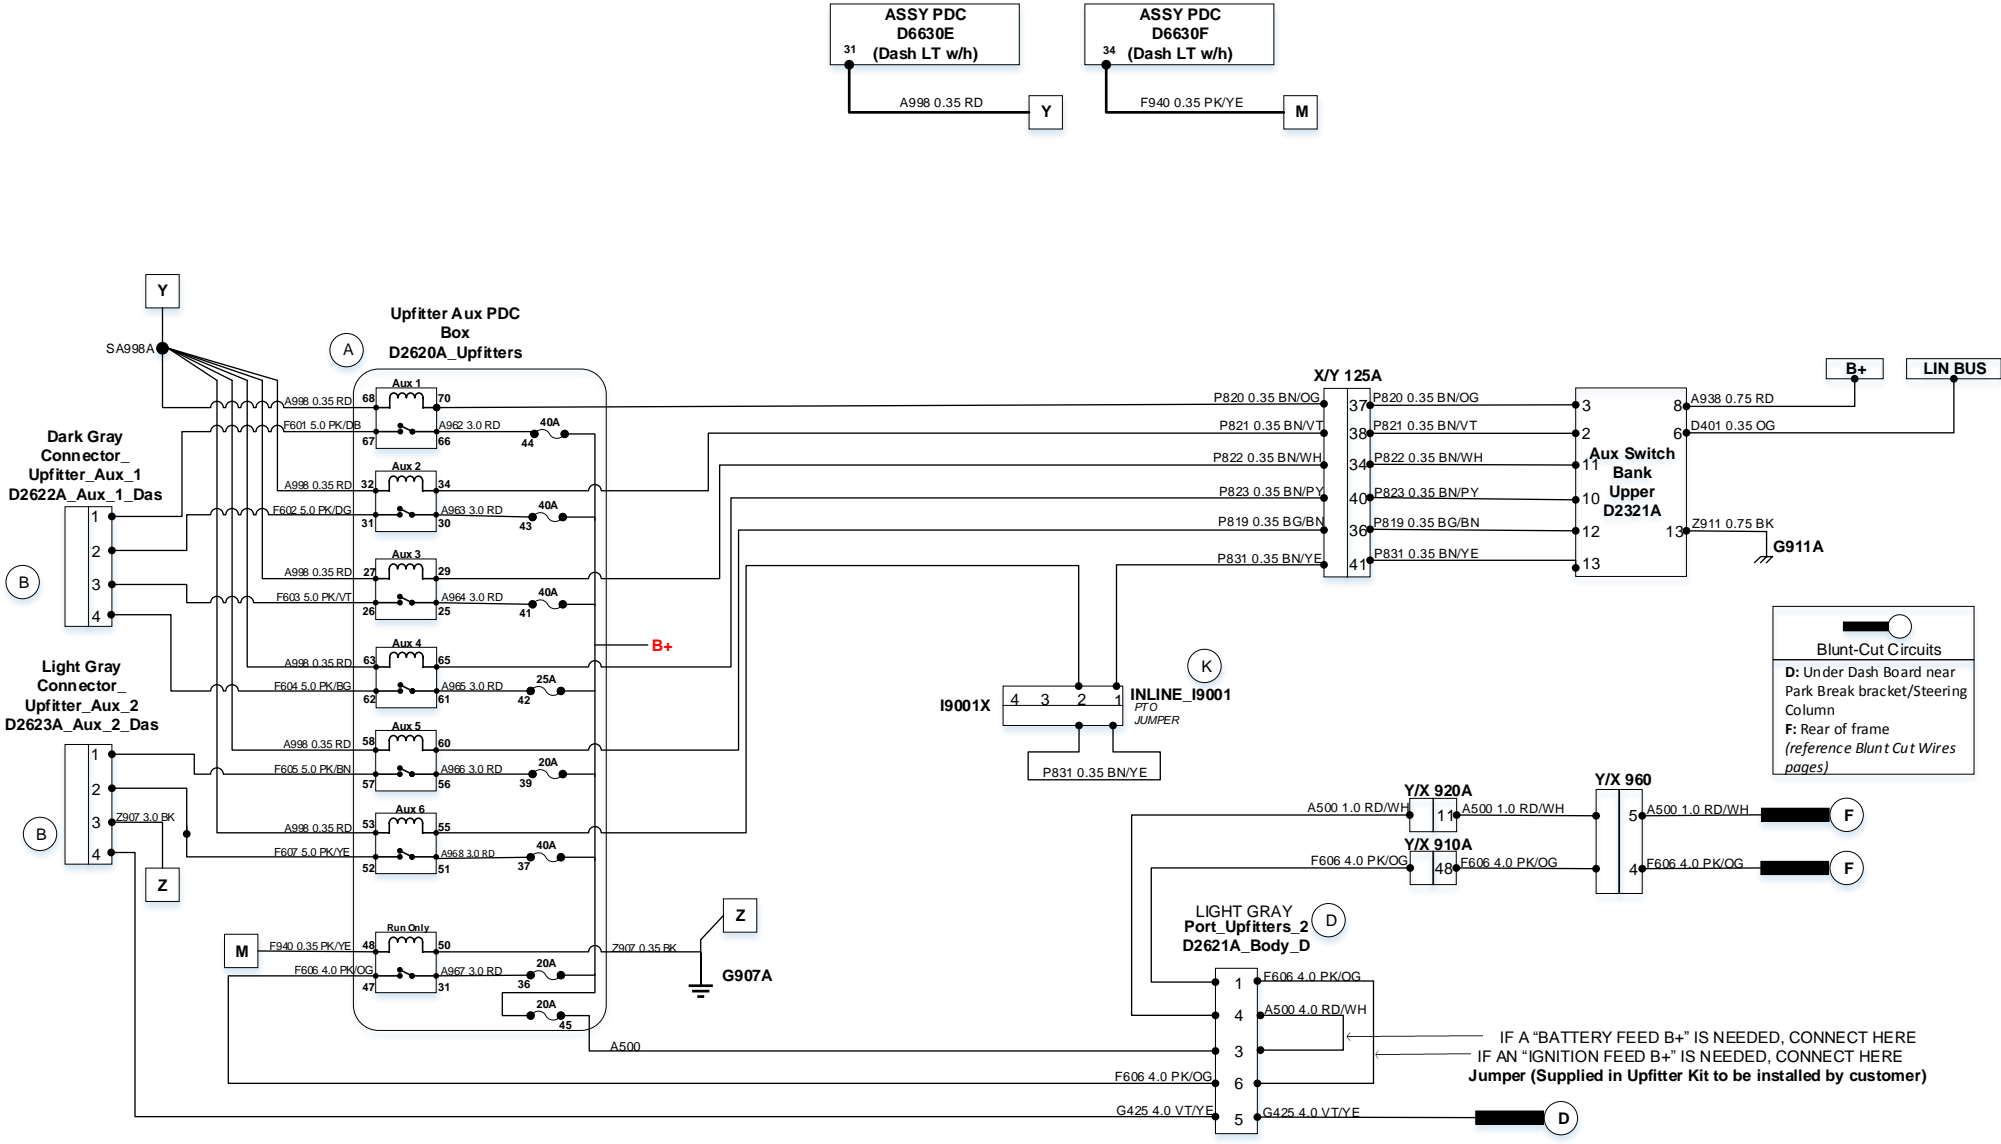 ASSY PDC
D6630E
(Dash LT w/h)
31
A998 0.35 RD
Y
ASSY PDC
D6630F
(Dash LT w/h)
34
F940 0.35 PK/YE
M
Y
SA998A
Upfitter Aux PDC
Box
D2620A_Upfitters
A
Dark Gray
Connector_
Upfitter_Aux_1
D2622A_Aux_1_Das
1
2
3
4
B
Light Gray
Connector_
Upfitter_Aux_2
D2623A_Aux_2_Das
1
2
3
4
B
Z907 3.0 BK
Z
Aux 1
A998 0.35 RD
68
70
F601 5.0 PK/DB
67
66
A962 3.0 RD
40A
44
Aux 2
A998 0.35 RD
32
34
F602 5.0 PK/DG
31
30
A963 3.0 RD
40A
43
Aux 3
A998 0.35 RD
27
29
F603 5.0 PK/VT
26
25
A964 3.0 RD
40A
41
B+
Aux 4
A998 0.35 RD
63
65
F604 5.0 PK/BG
62
61
A965 3.0 RD
25A
42
Aux 5
A998 0.35 RD
58
60
F605 5.0 PK/BN
57
56
A966 3.0 RD
20A
39
Aux 6
A998 0.35 RD
53
55
F607 5.0 PK/YE
52
51
A968 3.0 RD
40A
37
Run Only
M
F940 0.35 PK/YE
48
50
F606 4.0 PK/OG
47
31
A967 3.0 RD
20A
36
20A
45
Z907 0.35 BK
Z
G907A
A500
F606 4.0 PK/OG
G425 4.0 VT/YE
X/Y 125A
P820 0.35 BN/OG
37
P820 0.35 BN/OG
3
P821 0.35 BN/VT
38
P821 0.35 BN/VT
2
P822 0.35 BN/WH
34
P822 0.35 BN/WH
11
P823 0.35 BN/PY
40
P823 0.35 BN/PY
10
P819 0.35 BG/BN
36
P819 0.35 BG/BN
12
P831 0.35 BN/YE
41
P831 0.35 BN/YE
13
Aux Switch
Bank
Upper
D2321A
8
A938 0.75 RD
B+
6
D401 0.35 OG
LIN BUS
13
Z911 0.75 BK
G911A
K
I9001X
4 3 2 1
INLINE_I9001
PTO
JUMPER
P831 0.35 BN/YE
Blunt-Cut Circuits
D: Under Dash Board near
Park Break bracket/Steering
Column
F: Rear of frame
(reference Blunt Cut Wires
pages)
Y/X 920A
A500 1.0 RD/WH
11
A500 1.0 RD/WH
Y/X 910A
F606 4.0 PK/OG
48
F606 4.0 PK/OG
Y/X 960
5
A500 1.0 RD/WH
F
4
F606 4.0 PK/OG
F
LIGHT GRAY
Port_Upfitters_2
D2621A_Body_D
D
1
F606 4.0 PK/OG
4
A500 4.0 RD/WH
3
6
5
G425 4.0 VT/YE
D
IF A “BATTERY FEED B+” IS NEEDED, CONNECT HERE
IF AN “IGNITION FEED B+” IS NEEDED, CONNECT HERE
Jumper (Supplied in Upfitter Kit to be installed by customer)